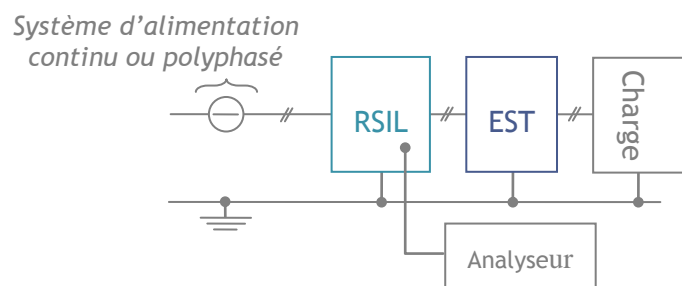 Système d’alimentation
continu ou polyphasé
RSIL
EST
Charge
Analyseur